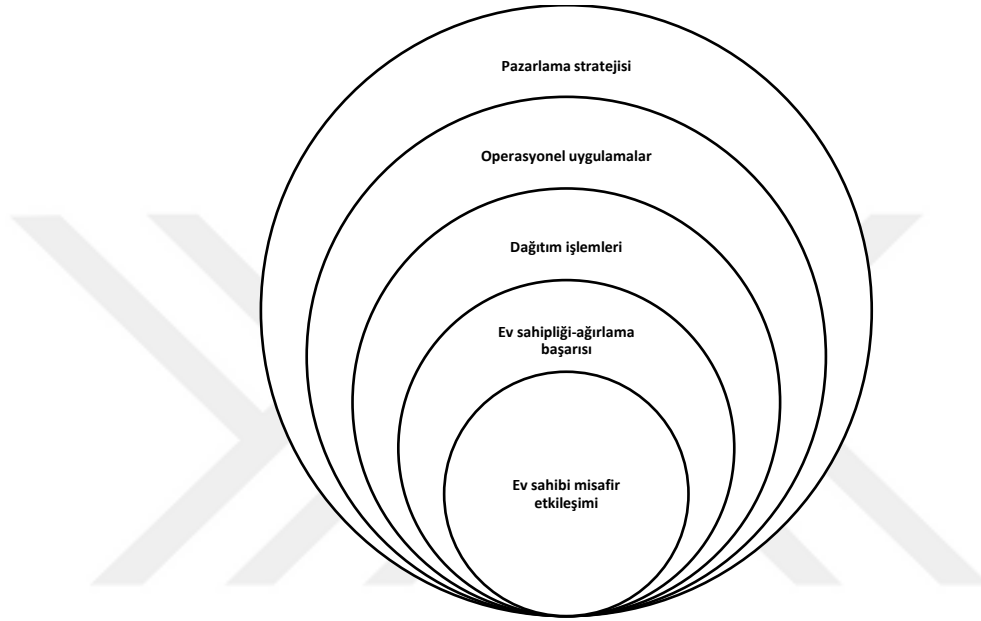 Pazarlama stratejisi
Operasyonel uygulamalar
Dağıtım işlemleri
Ev sahipliği-ağırlama
başarısı
Ev sahibi misafir
etkileşimi